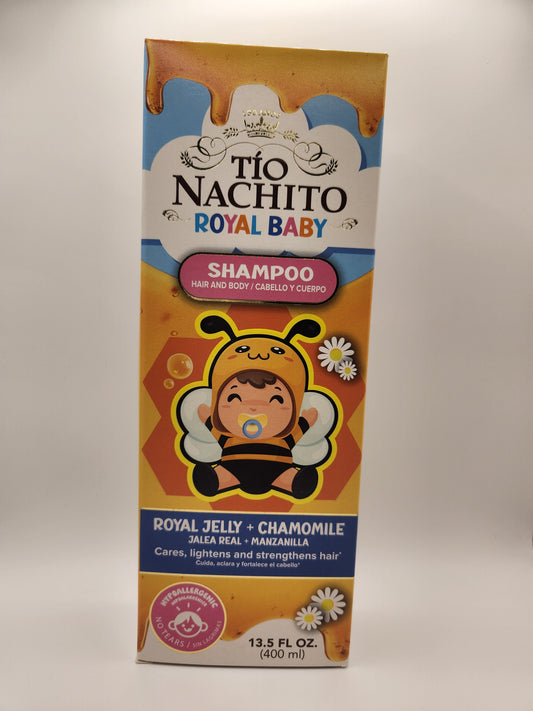 TÍO
NACHITO
ROYAL BABY
SHAMPOO
HAIR AND BODY / CABELLO Y CUERPO
ROYAL JELLY + CHAMOMILE
JALEA REAL + MANZANILLA
Cares, lightens and strengthens hair*
Cuida, aclara y fortalece el cabello*
HYPOALLERGENIC
NO TEARS / SIN LÁGRIMAS
13.5 FL OZ.
(400 ml)